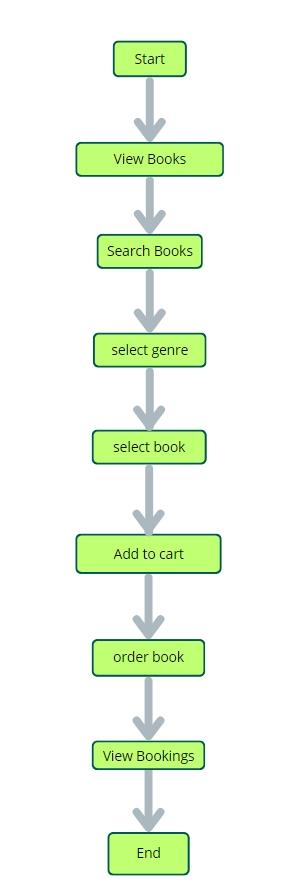 Start
View Books
Search Books
select genre
select book
Add to cart
order book
View Bookings
End